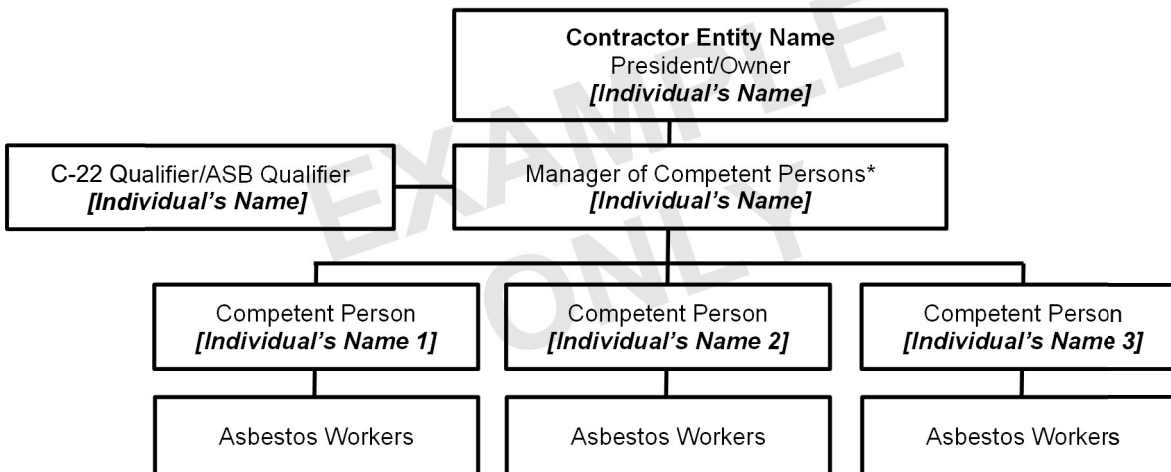 Contractor Entity Name
President/Owner
[Individual's Name]
C-22 Qualifier/ASB Qualifier
[Individual's Name]
Manager of Competent Persons*
[Individual's Name]
Competent Person
[Individual's Name 1]
Competent Person
[Individual's Name 2]
Competent Person
[Individual's Name 3]
Asbestos Workers
Asbestos Workers
Asbestos Workers
EXAMPLE
ONLY